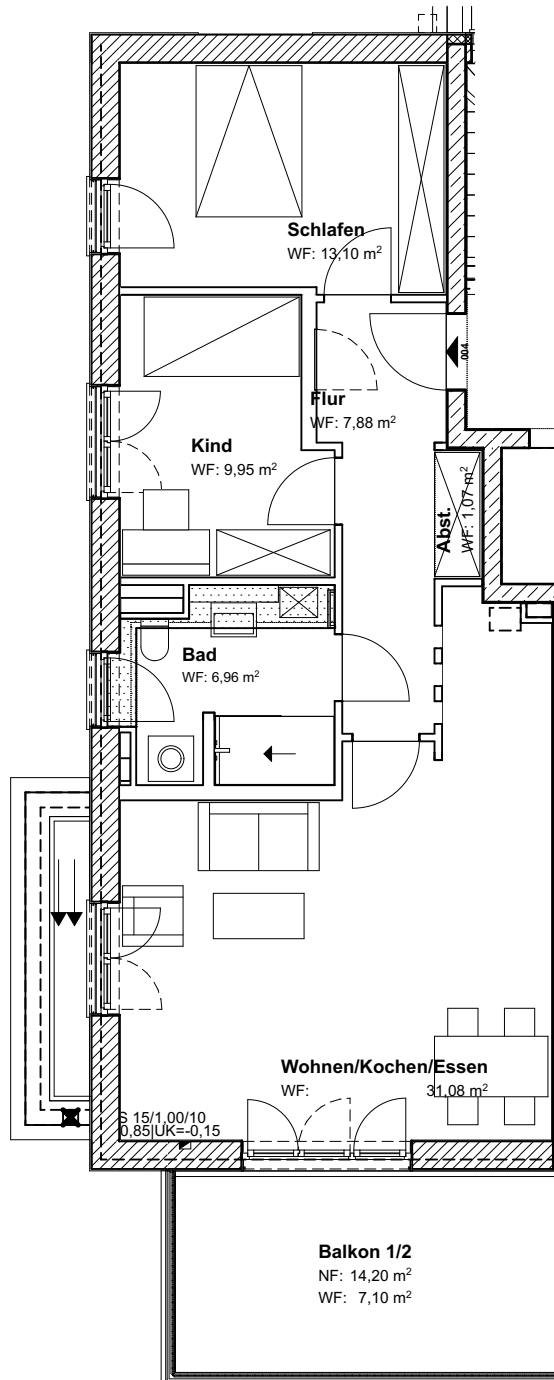 Schlafen
WF: 13,10 m²
.004
Flur
WF: 7,88 m²
Kind
WF: 9,95 m²
Abst.
WF: 1,07 m²
Bad
WF: 6,96 m²
Wohnen/Kochen/Essen
WF: 31,08 m²
S 15/1,00/10
0,85|UK=-0,15
Balkon 1/2
NF: 14,20 m²
WF: 7,10 m²